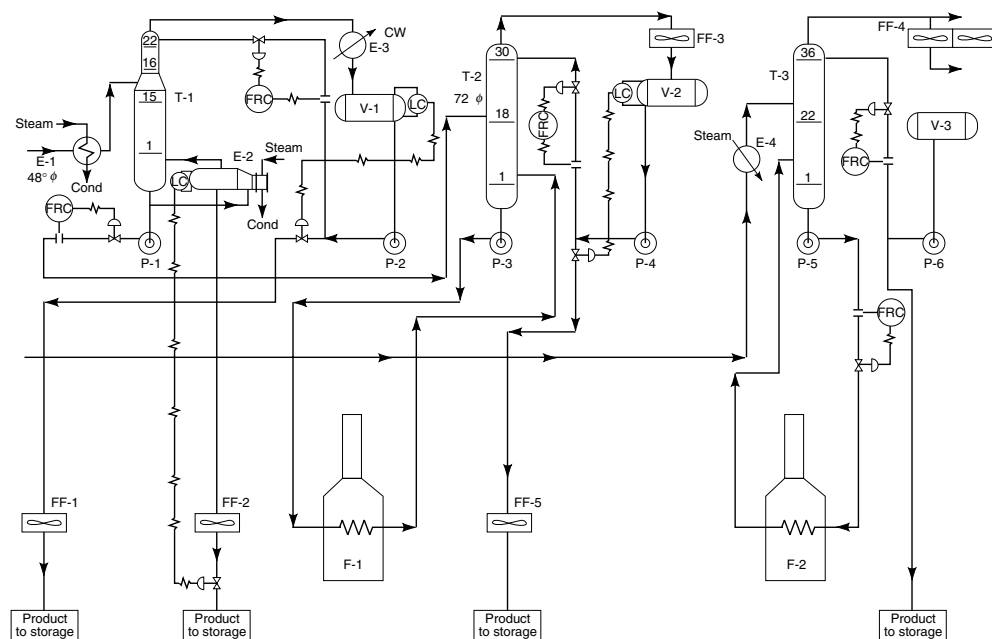 22
16
15
1
T-1
CW
E-3
FRC
V-1
LC
Steam
E-1
48° ϕ
Cond
E-2
Steam
LC
Cond
FRC
P-1
P-2
30
T-2
72 ϕ
18
1
FRC
FF-3
LC
V-2
P-3
P-4
36
T-3
22
1
FF-4
Steam
E-4
FRC
V-3
P-5
P-6
FRC
FF-1
FF-2
F-1
FF-5
F-2
Product
to storage
Product
to storage
Product
to storage
Product
to storage